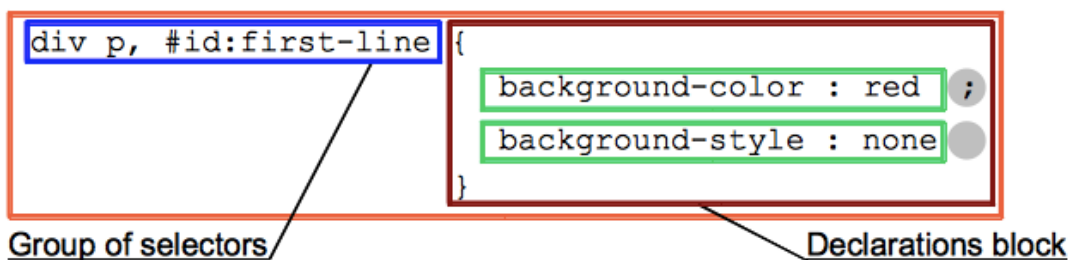 div p, #id:first-line {
background-color : red ;
background-style : none
}
Group of selectors
Declarations block